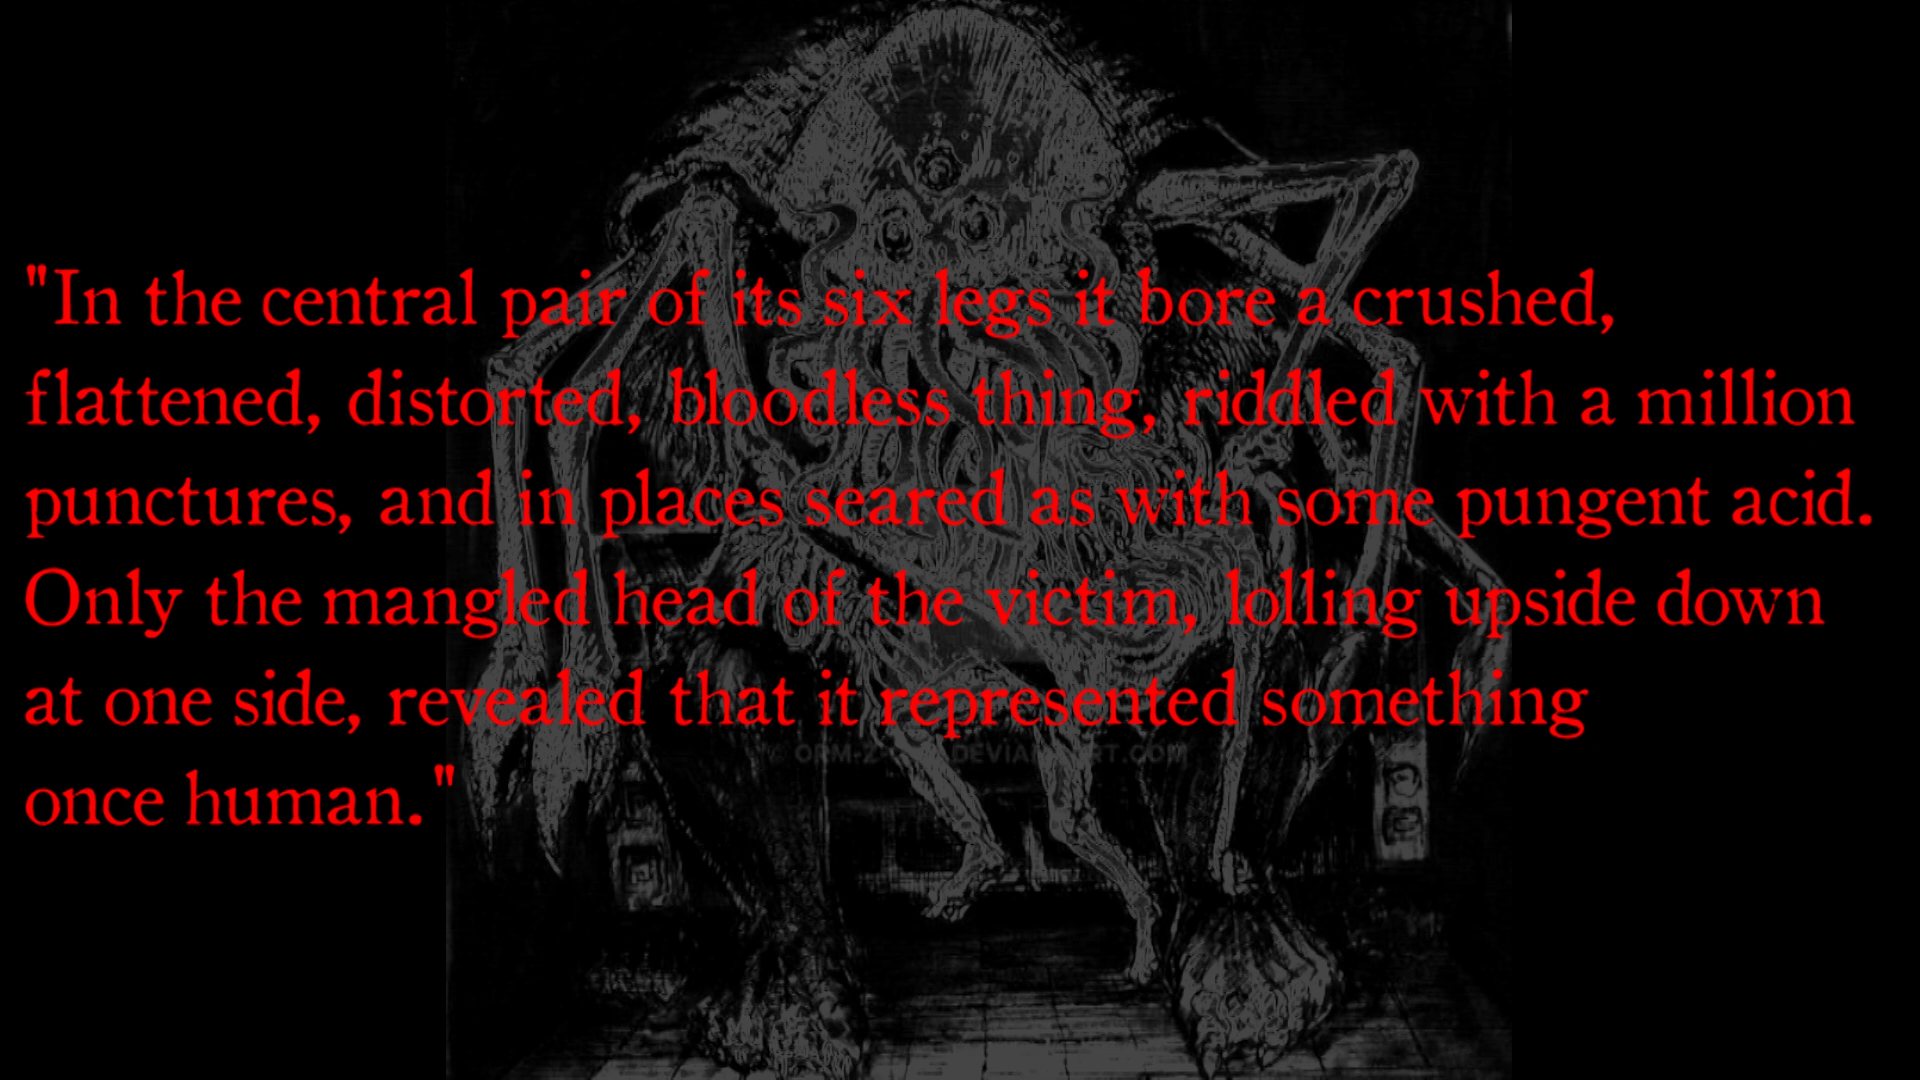 "In the central pair of its six legs it bore a crushed,
flattened, distorted, bloodless thing, riddled with a million
punctures, and in places seared as with some pungent acid.
Only the mangled head of the victim, lolling upside down
at one side, revealed that it represented something
once human."